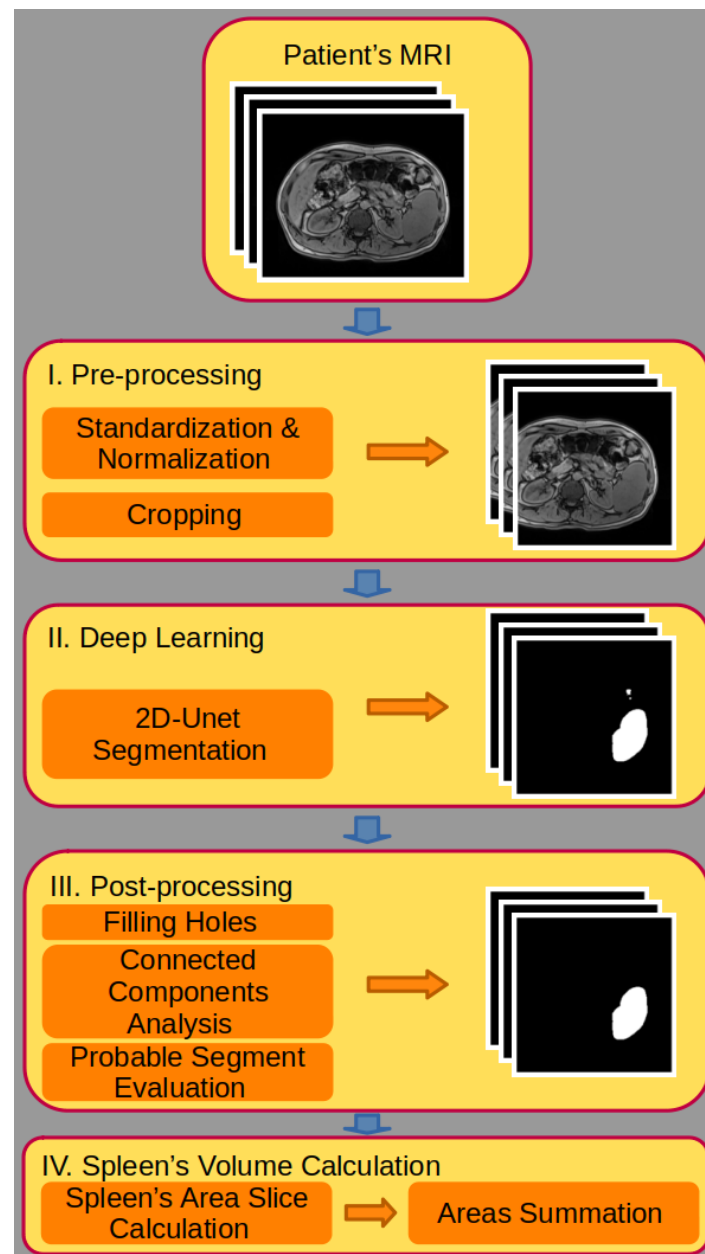 Patient's MRI
I. Pre-processing
Standardization &
Normalization
Cropping
II. Deep Learning
2D-Unet
Segmentation
III. Post-processing
Filling Holes
Connected
Components
Analysis
Probable Segment
Evaluation
IV. Spleen's Volume Calculation
Spleen's Area Slice
Calculation
Areas Summation